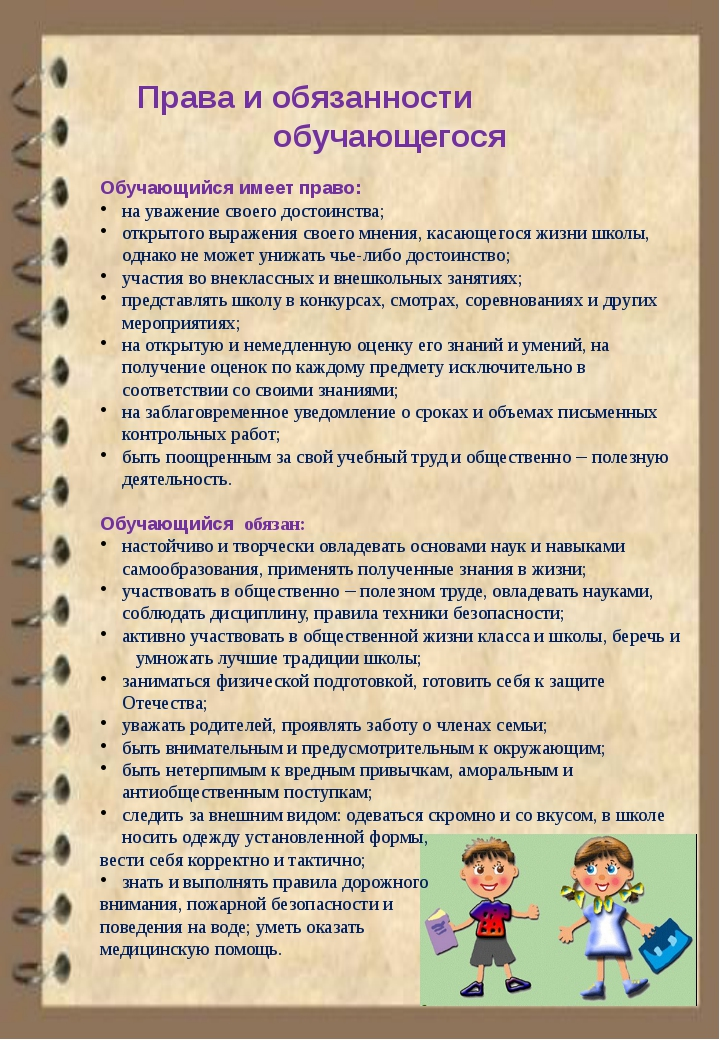 Права и обязанности
обучающегося
Обучающийся имеет право:
• на уважение своего достоинства;
• открытого выражения своего мнения, касающегося жизни школы,
однако не может унижать чье-либо достоинство;
• участия во внеклассных и внешкольных занятиях;
• представлять школу в конкурсах, смотрах, соревнованиях и других
мероприятиях;
• на открытую и немедленную оценку его знаний и умений, на
получение оценок по каждому предмету исключительно в
соответствии со своими знаниями;
• на заблаговременное уведомление о сроках и объемах письменных
контрольных работ;
• быть поощренным за свой учебный труд и общественно – полезную
деятельность.
Обучающийся обязан:
• настойчиво и творчески овладевать основами наук и навыками
самообразования, применять полученные знания в жизни;
• участвовать в общественно – полезном труде, овладевать науками,
соблюдать дисциплину, правила техники безопасности;
• активно участвовать в общественной жизни класса и школы, беречь и
умножать лучшие традиции школы;
• заниматься физической подготовкой, готовить себя к защите
Отечества;
• уважать родителей, проявлять заботу о членах семьи;
• быть внимательным и предусмотрительным к окружающим;
• быть нетерпимым к вредным привычкам, аморальным и
антиобщественным поступкам;
• следить за внешним видом: одеваться скромно и со вкусом, в школе
носить одежду установленной формы,
вести себя корректно и тактично;
• знать и выполнять правила дорожного
внимания, пожарной безопасности и
поведения на воде; уметь оказать
медицинскую помощь.